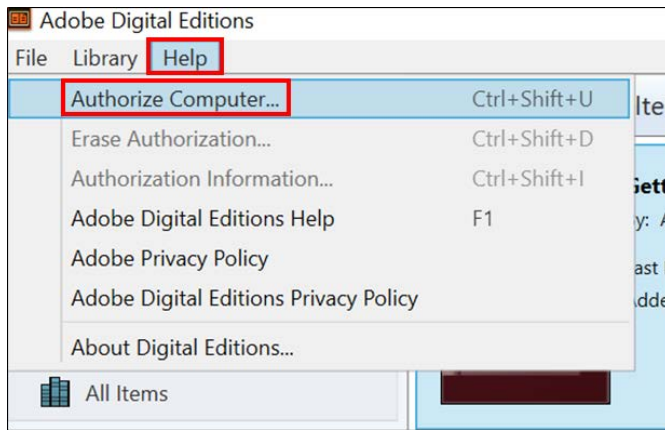 Adobe Digital Editions
File Library Help
Authorize Computer... Ctrl+Shift+U
Erase Authorization... Ctrl+Shift+D
Authorization Information... Ctrl+Shift+I
Adobe Digital Editions Help F1
Adobe Privacy Policy
Adobe Digital Editions Privacy Policy
About Digital Editions...
All Items